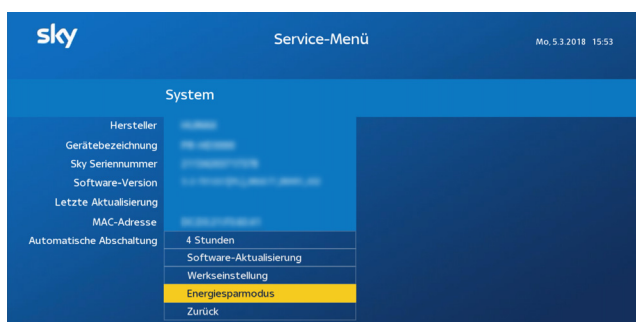 sky
Service-Menü
Mo, 5.3.2018 15:53
System
Hersteller
Gerätebezeichnung
Sky Seriennummer
Software-Version
Letzte Aktualisierung
MAC-Adresse
Automatische Abschaltung 4 Stunden
Software-Aktualisierung
Werkseinstellung
Energiesparmodus
Zurück